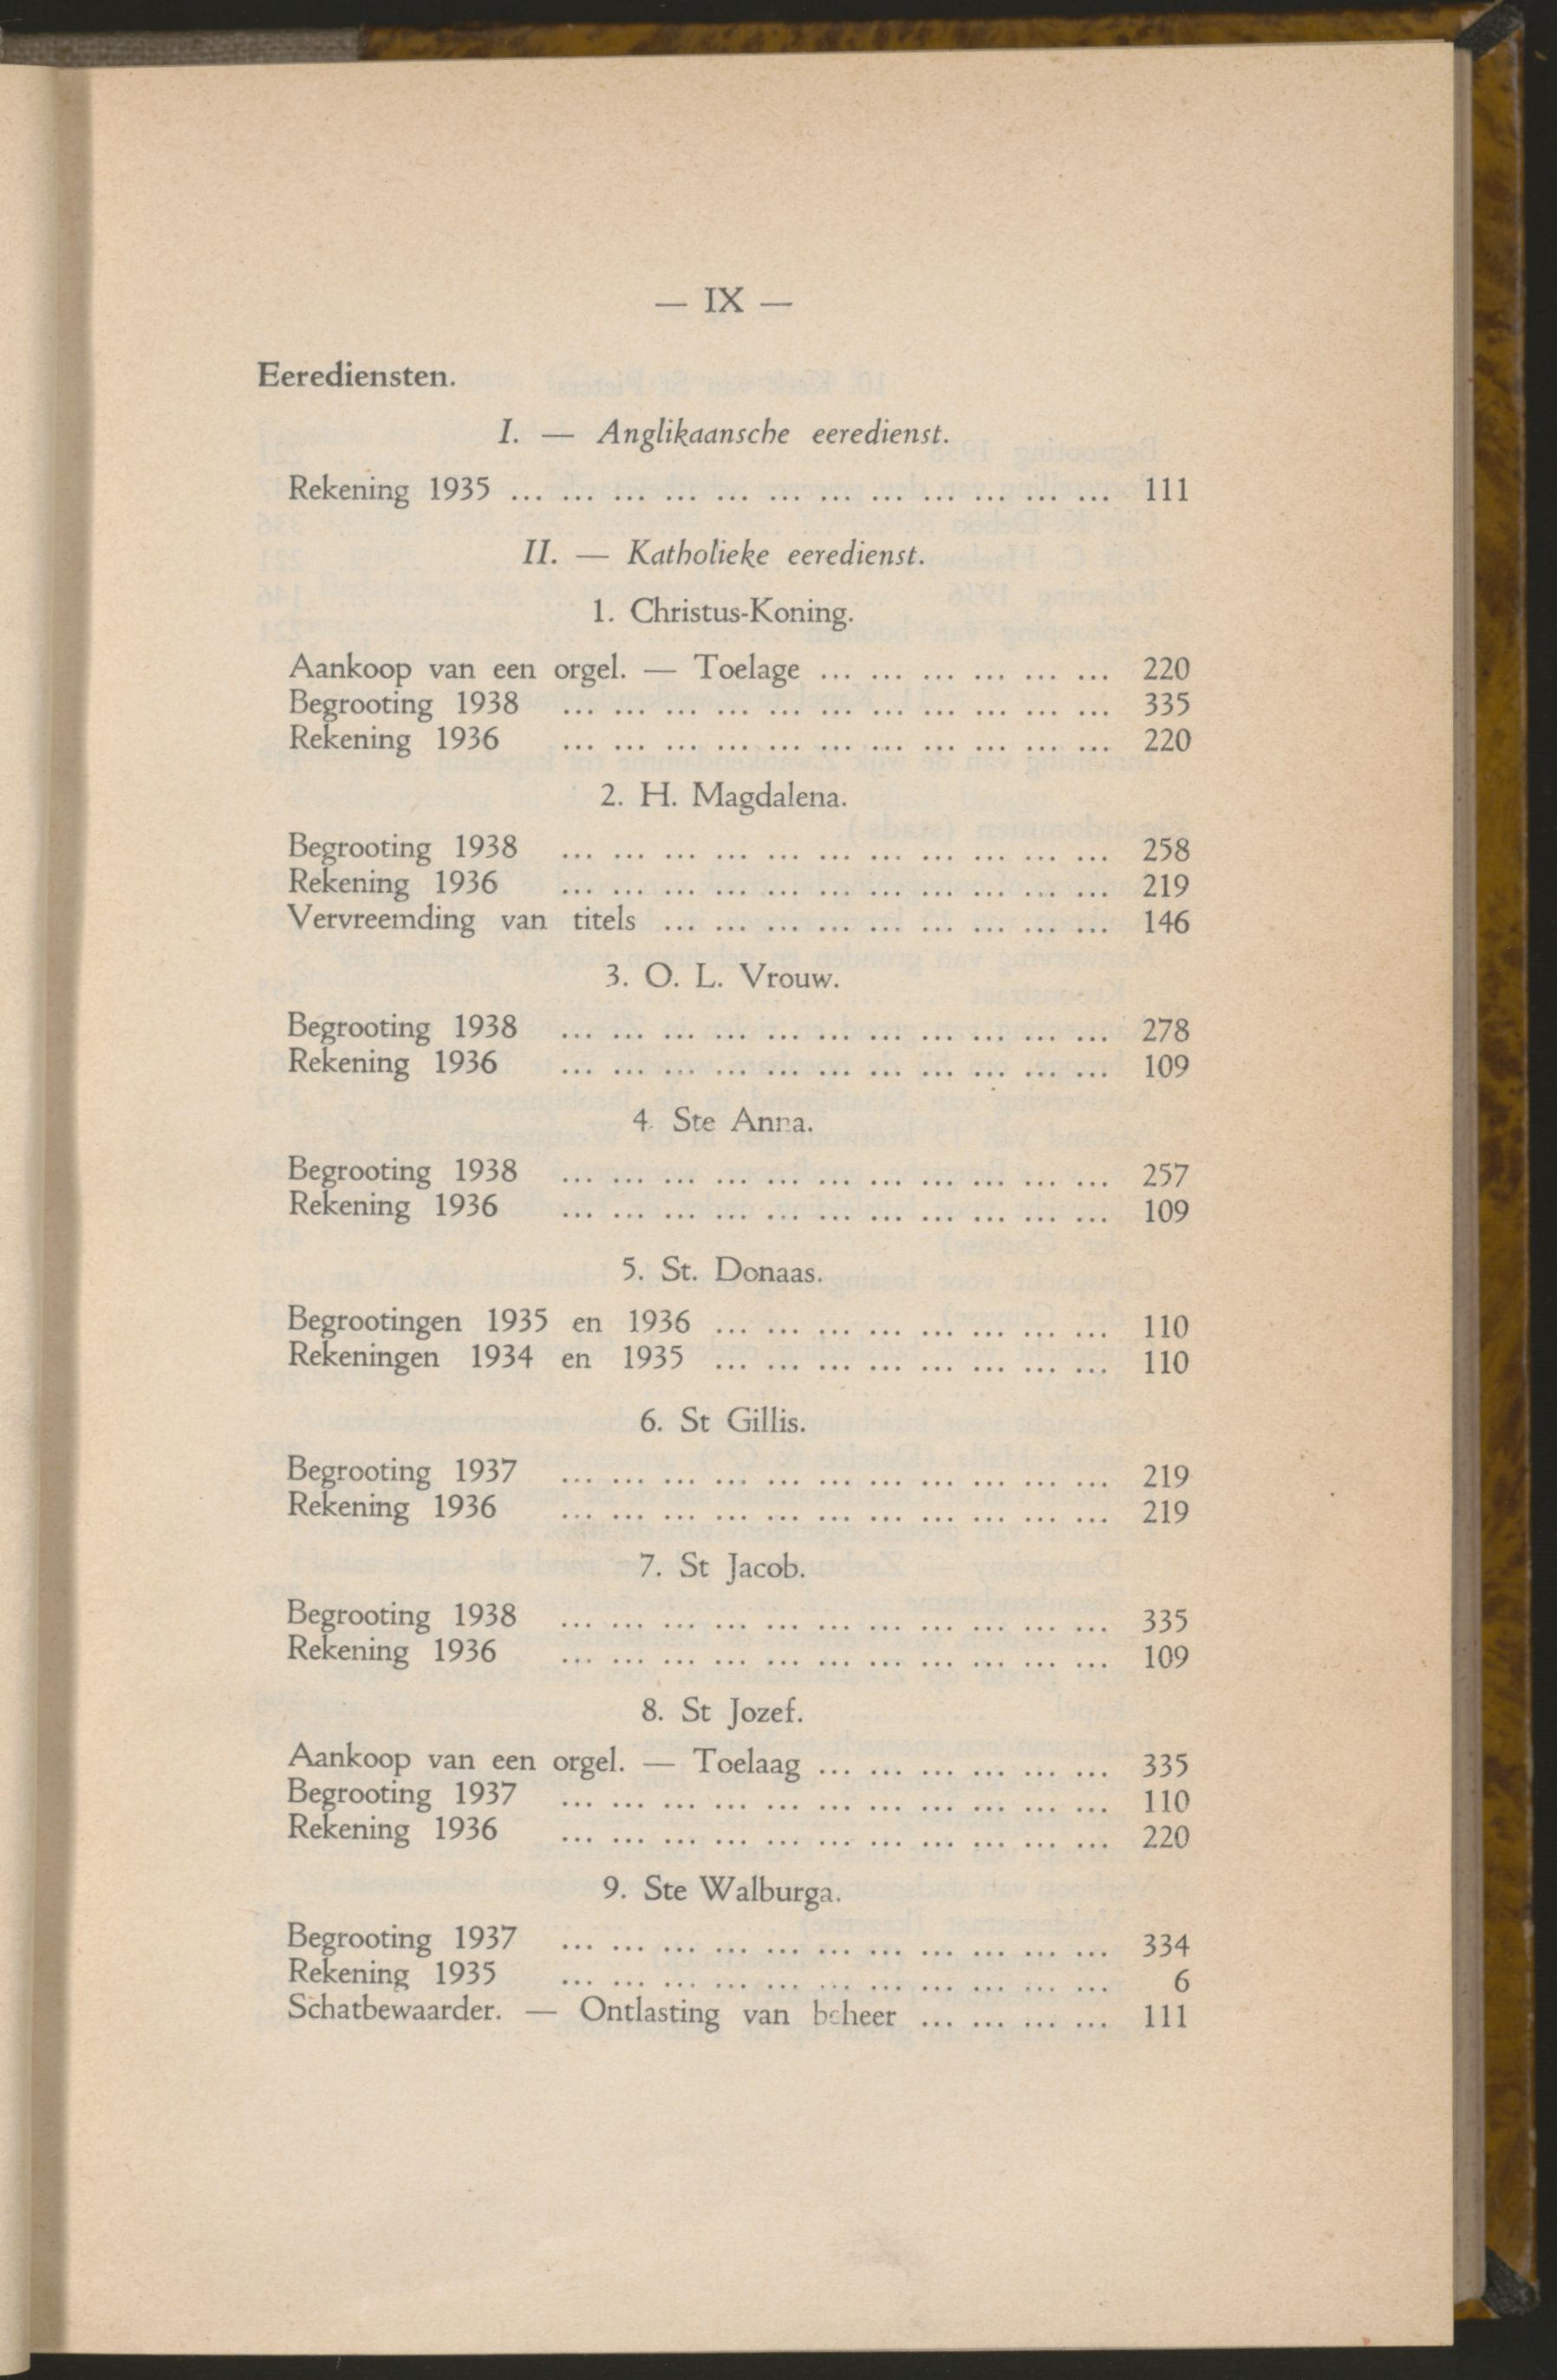 — IX —
Eerediensten.
I. — Anglikaansche eeredienst.
Rekening 1935 ... ... ... ... ... ... ... ... ... ... ... ... 111
II. — Katholieke eeredienst.
1. Christus-Koning.
Aankoop van een orgel. — Toelage ... ... ... ... ... ... 220
Begrooting 1938 ... ... ... ... ... ... ... ... ... ... ... 335
Rekening 1936 ... ... ... ... ... ... ... ... ... ... ... 220
2. H. Magdalena.
Begrooting 1938 ... ... ... ... ... ... ... ... ... ... ... 258
Rekening 1936 ... ... ... ... ... ... ... ... ... ... ... 219
Vervreemding van titels ... ... ... ... ... ... ... ... ... 146
3. O. L. Vrouw.
Begrooting 1938 ... ... ... ... ... ... ... ... ... ... ... 278
Rekening 1936 ... ... ... ... ... ... ... ... ... ... ... 109
4. Ste Anna.
Begrooting 1938 ... ... ... ... ... ... ... ... ... ... ... 257
Rekening 1936 ... ... ... ... ... ... ... ... ... ... ... 109
5. St. Donaas.
Begrootingen 1935 en 1936 ... ... ... ... ... ... ... ... 110
Rekeningen 1934 en 1935 ... ... ... ... ... ... ... ... 110
6. St Gillis.
Begrooting 1937 ... ... ... ... ... ... ... ... ... ... ... 219
Rekening 1936 ... ... ... ... ... ... ... ... ... ... ... 219
7. St Jacob.
Begrooting 1938 ... ... ... ... ... ... ... ... ... ... ... 335
Rekening 1936 ... ... ... ... ... ... ... ... ... ... ... 109
8. St Jozef.
Aankoop van een orgel. — Toelaag ... ... ... ... ... ... 335
Begrooting 1937 ... ... ... ... ... ... ... ... ... ... ... 110
Rekening 1936 ... ... ... ... ... ... ... ... ... ... ... 220
9. Ste Walburga.
Begrooting 1937 ... ... ... ... ... ... ... ... ... ... ... 334
Rekening 1935 ... ... ... ... ... ... ... ... ... ... ... 6
Schatbewaarder. — Ontlasting van beheer ... ... ... ... 111